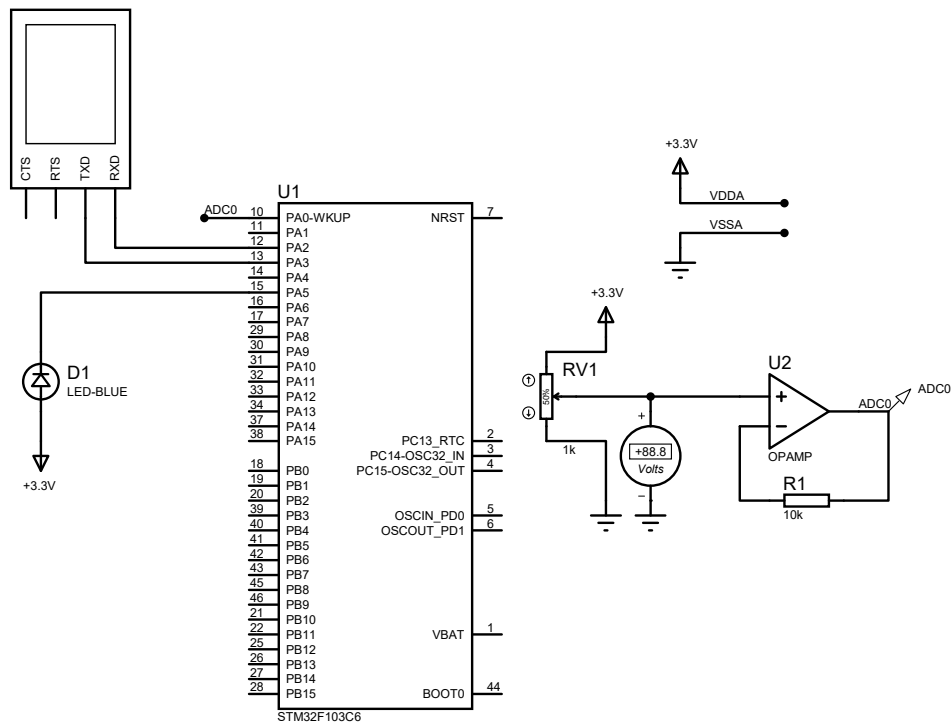 CTS
RTS
TXD
RXD
U1
ADC0
10 PA0-WKUP
11 PA1
12 PA2
13 PA3
14 PA4
15 PA5
16 PA6
17 PA7
29 PA8
30 PA9
31 PA10
32 PA11
33 PA12
34 PA13
37 PA14
38 PA15
18 PB0
19 PB1
20 PB2
39 PB3
40 PB4
41 PB5
42 PB6
43 PB7
45 PB8
46 PB9
21 PB10
22 PB11
25 PB12
26 PB13
27 PB14
28 PB15
NRST 7
PC13_RTC 2
PC14-OSC32_IN 3
PC15-OSC32_OUT 4
OSCIN_PD0 5
OSCOUT_PD1 6
VBAT 1
BOOT0 44
STM32F103C6
D1
LED-BLUE
+3.3V
+3.3V
VDDA
VSSA
+3.3V
RV1
50%
1k
+
+88.8
Volts
−
U2
+
−
OPAMP
ADC0
ADC0
R1
10k